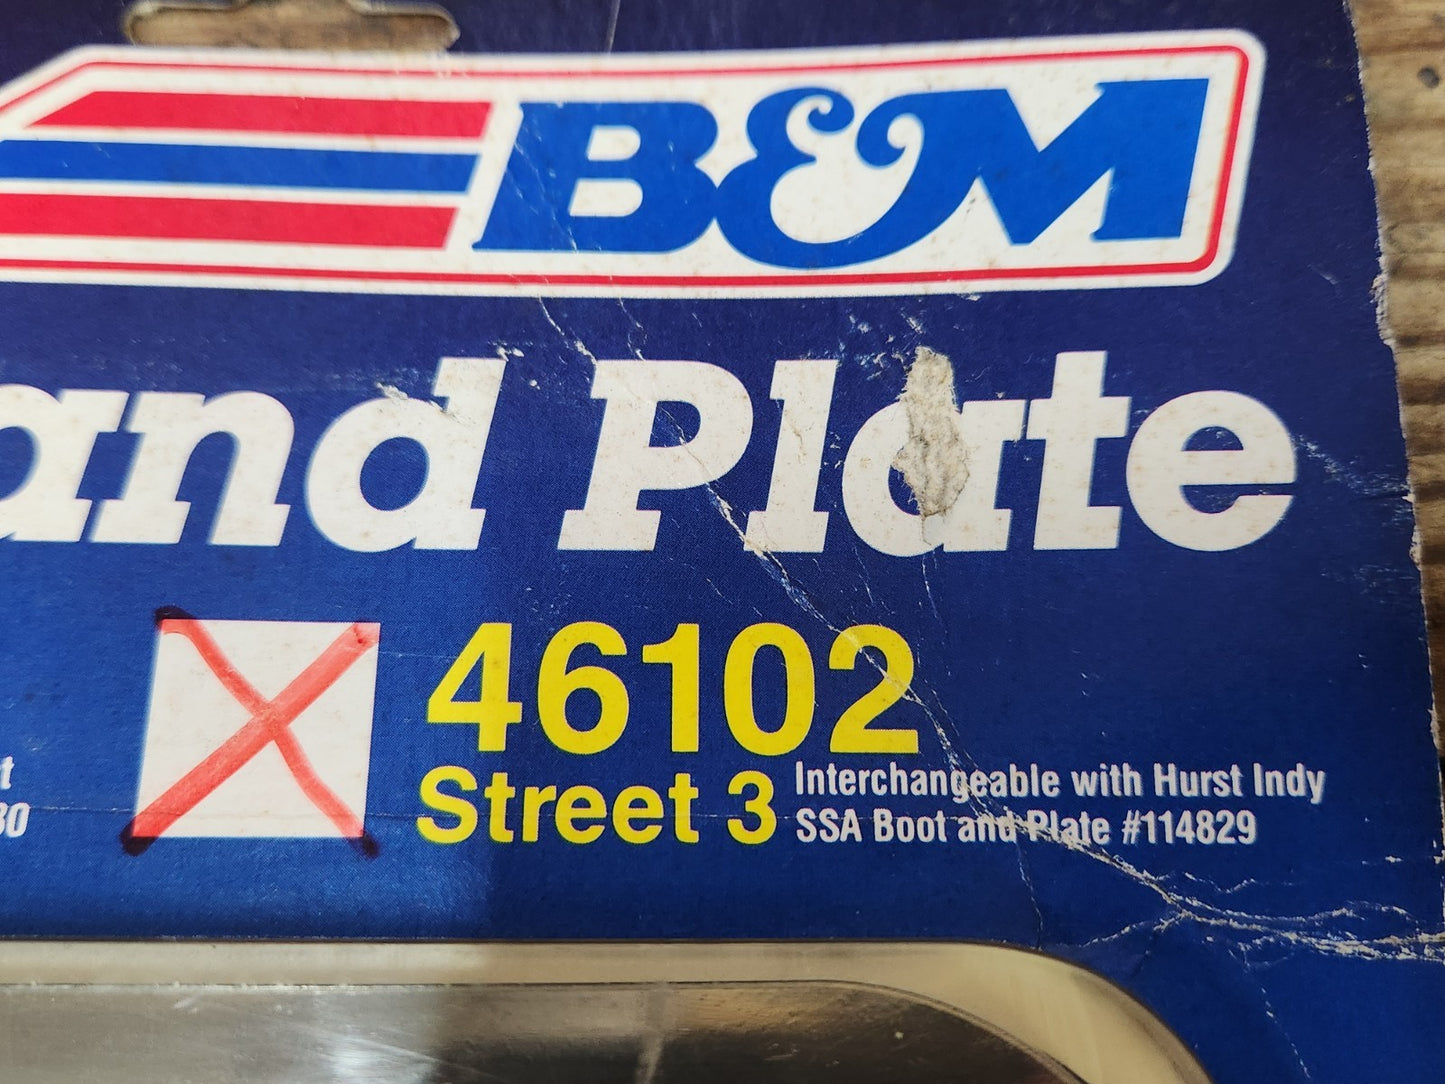 B&M
and Plate
46102
Street 3
Interchangeable with Hurst Indy
SSA Boot and Plate #114829